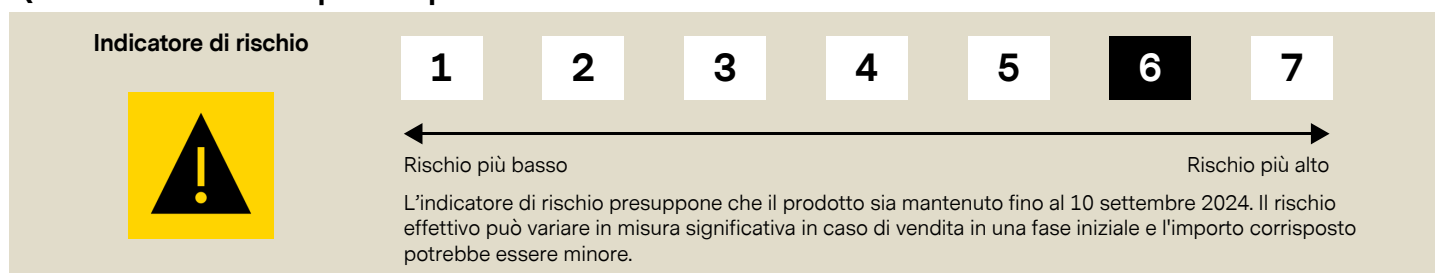 Indicatore di rischio
1 2 3 4 5 6 7
Rischio più basso Rischio più alto
L'indicatore di rischio presuppone che il prodotto sia mantenuto fino al 10 settembre 2024. Il rischio
effettivo può variare in misura significativa in caso di vendita in una fase iniziale e l'importo corrisposto
potrebbe essere minore.